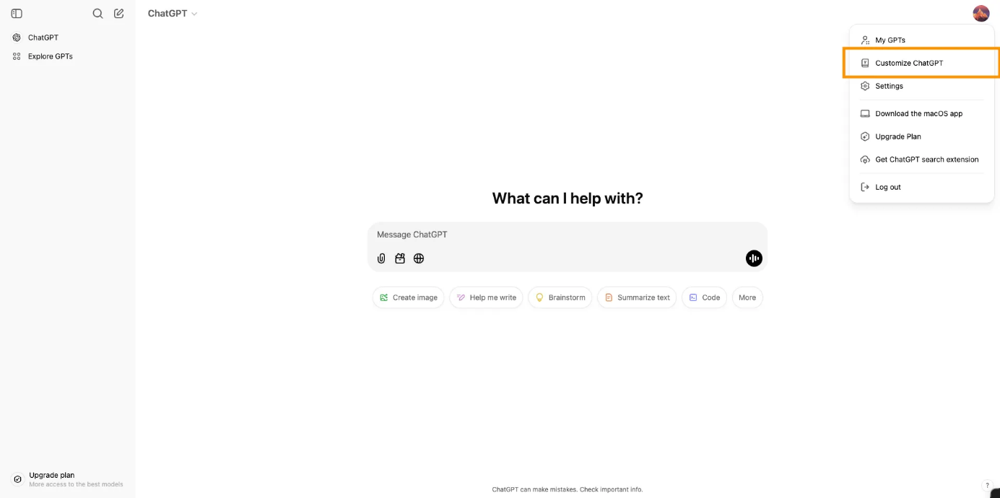 ChatGPT
ChatGPT
Explore GPTs
My GPTs
Customize ChatGPT
Settings
Download the macOS app
Upgrade Plan
Get ChatGPT search extension
Log out
What can I help with?
Message ChatGPT
Create image
Help me write
Brainstorm
Summarize text
Code
More
Upgrade plan
More access to the best models
ChatGPT can make mistakes. Check important info.
?